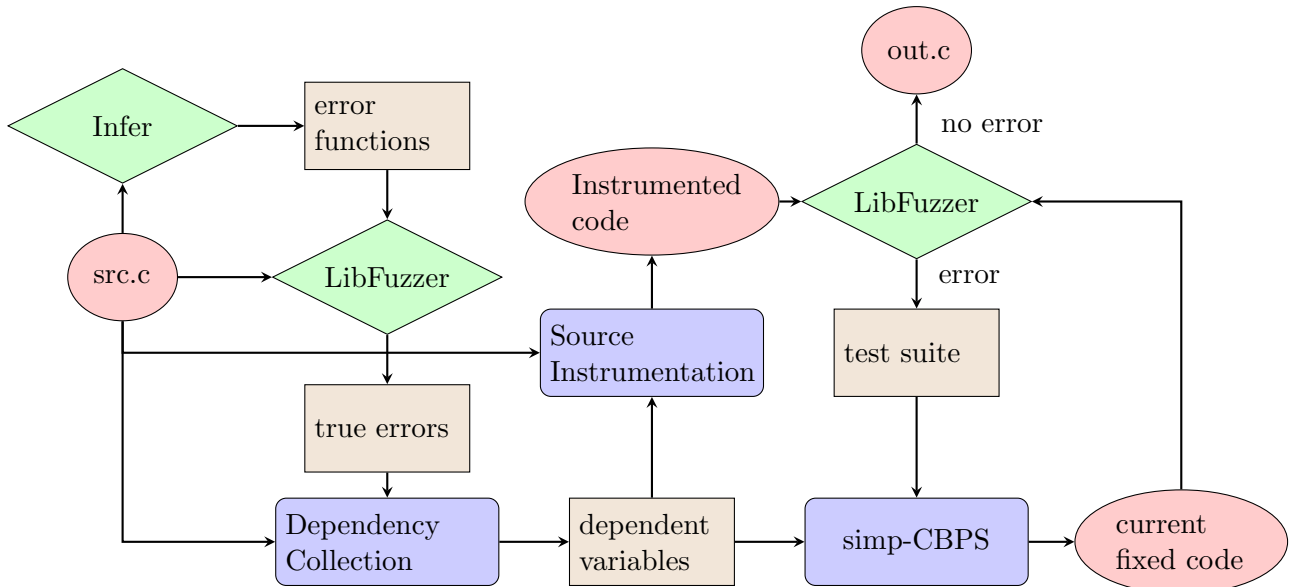 out.c
Infer
error
functions
no error
Instrumented
code
LibFuzzer
src.c
LibFuzzer
error
Source
Instrumentation
test suite
true errors
Dependency
Collection
dependent
variables
simp-CBPS
current
fixed code